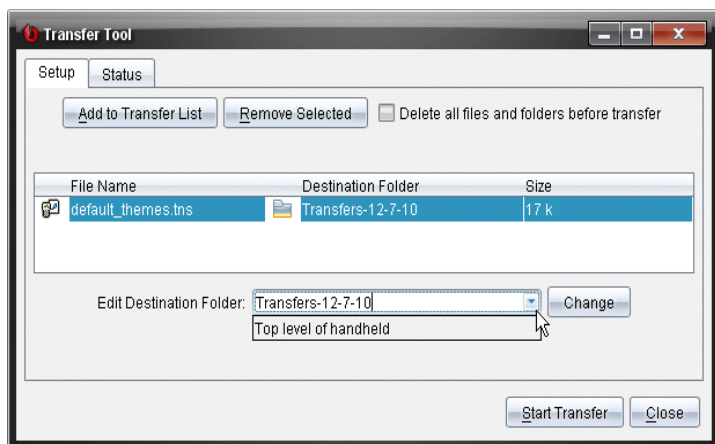 Transfer Tool
Setup Status
Add to Transfer List Remove Selected Delete all files and folders before transfer
File Name Destination Folder Size
default_themes.tns Transfers-12-7-10 17 k
Edit Destination Folder: Transfers-12-7-10 Change
Top level of handheld
Start Transfer Close